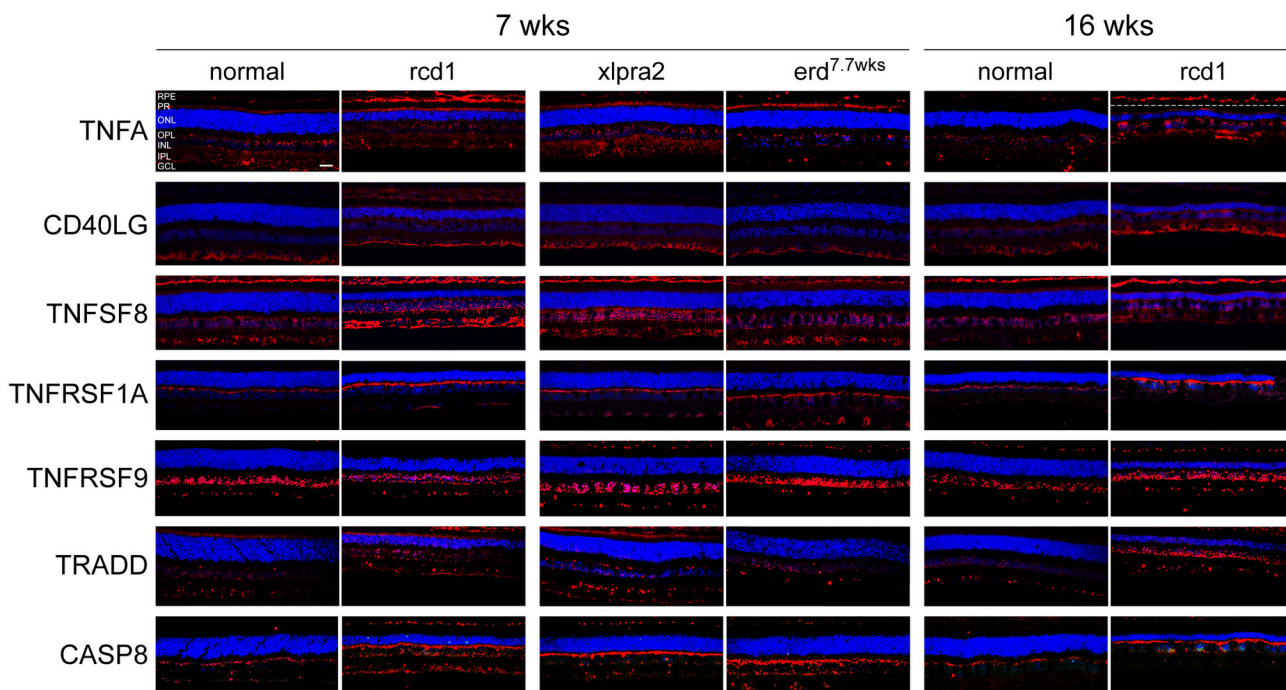 7 wks 16 wks
normal rcd1 xlpra2 erd7.7wks normal rcd1
TNFA
RPE
PR
ONL
OPL
INL
IPL
GCL
CD40LG
TNFSF8
TNFRSF1A
TNFRSF9
TRADD
CASP8